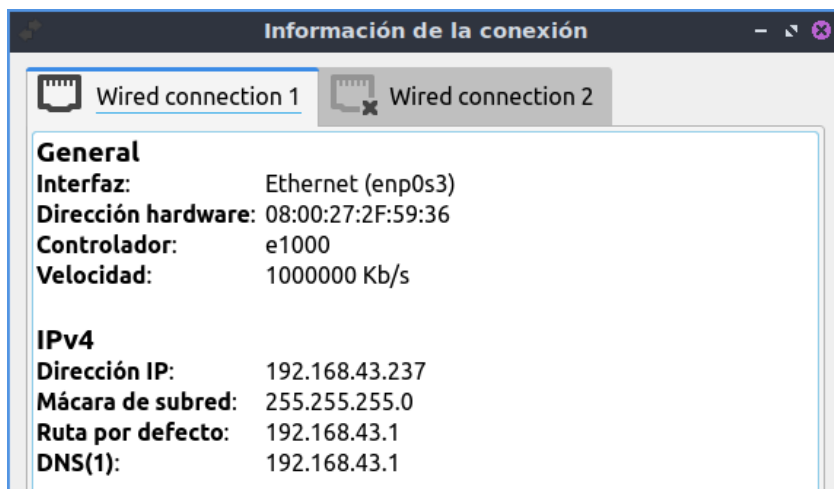 Información de la conexión
Wired connection 1 Wired connection 2
General
Interfaz: Ethernet (enp0s3)
Dirección hardware: 08:00:27:2F:59:36
Controlador: e1000
Velocidad: 1000000 Kb/s
IPv4
Dirección IP: 192.168.43.237
Mácara de subred: 255.255.255.0
Ruta por defecto: 192.168.43.1
DNS(1): 192.168.43.1